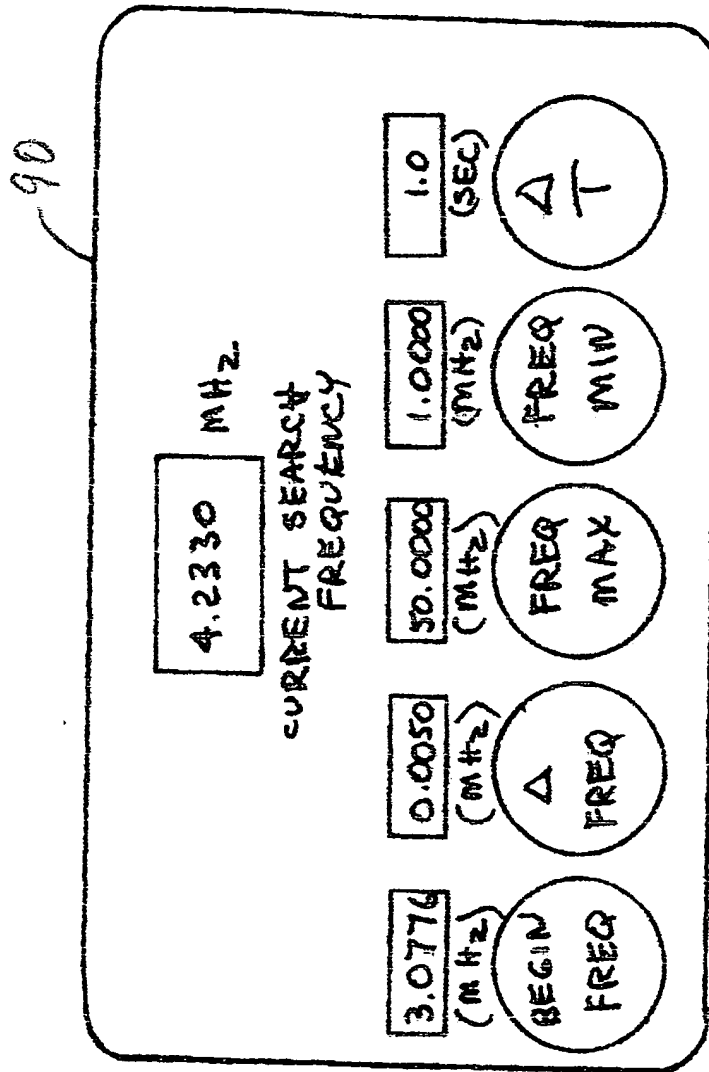 90
4.2330 MHz.
CURRENT SEARCH
FREQUENCY
3.0776 0.0050 50.0000 1.0000 1.0
(MHz) (MHz) (MHz) (MHz) (SEC)
BEGIN Δ FREQ FREQ Δ
FREQ FREQ MAX MIN T